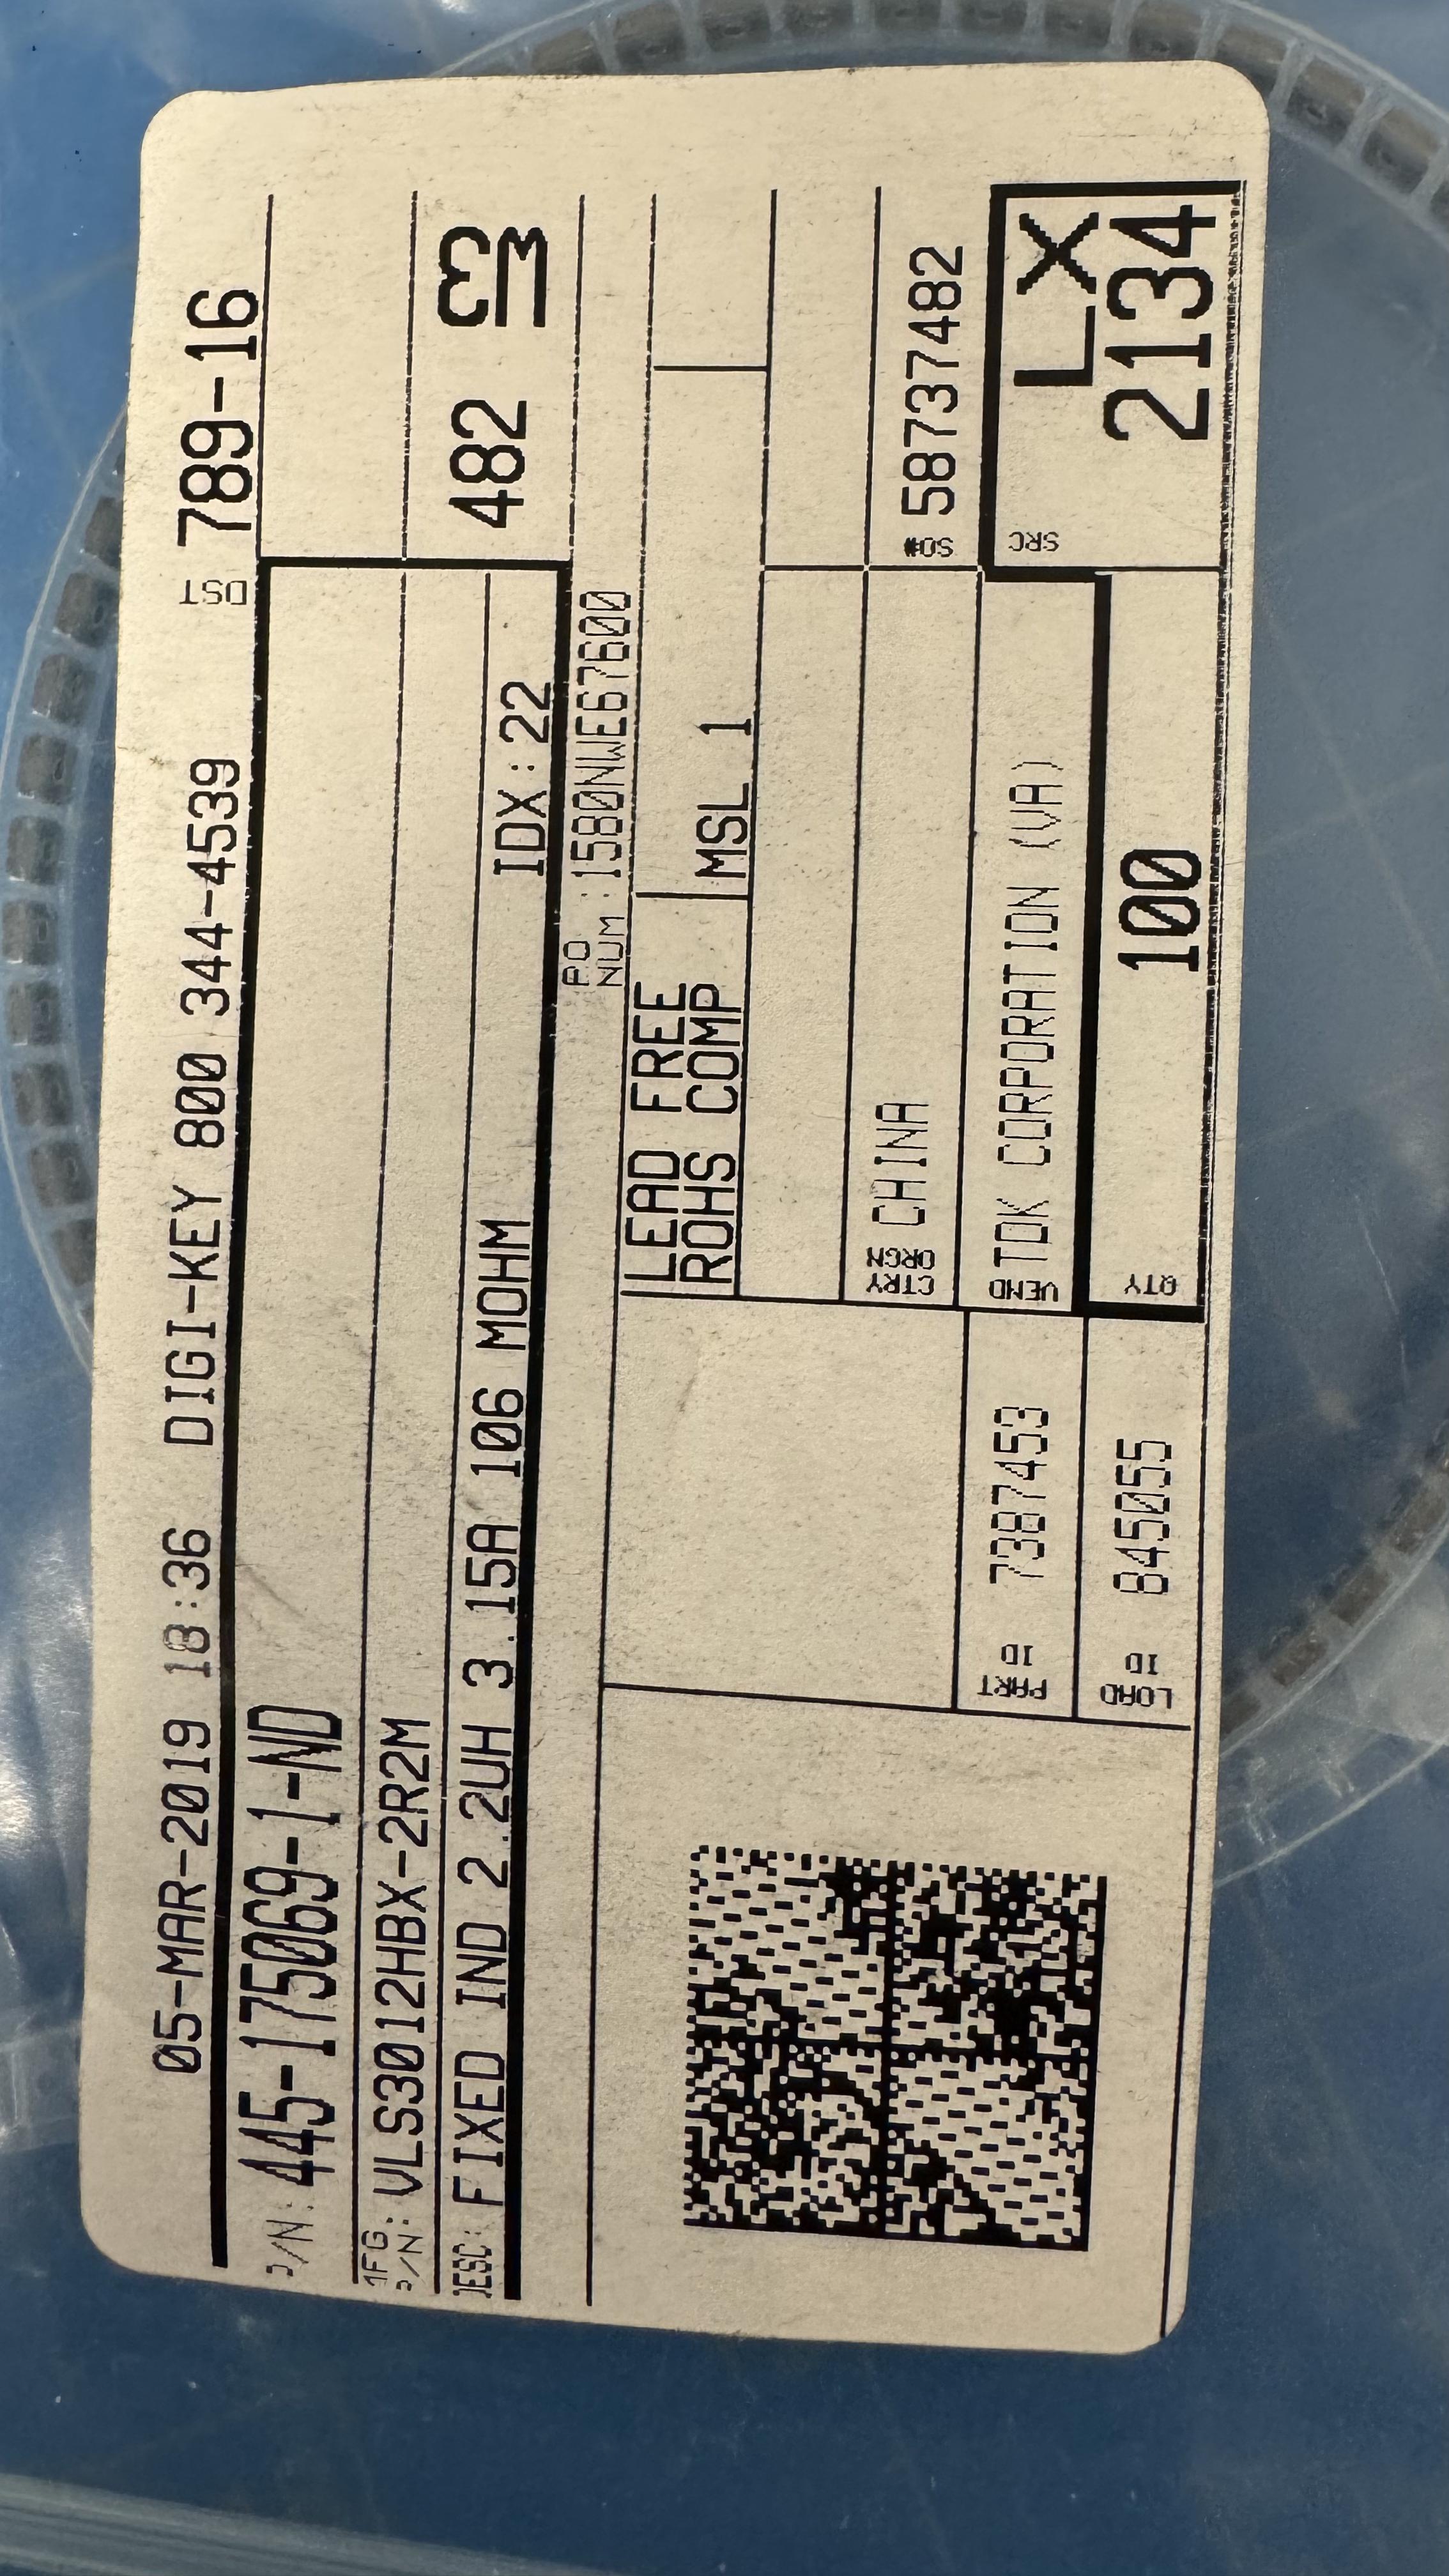 05-MAR-2019 18:36 DIGI-KEY 800 344-4539 DST 789-16
P/N: 445-175069-1-ND
MFG. P/N: VLS3012HBX-2R2M
DESC: FIXED IND 2.2UH 3.15A 106 MOHM IDX:22 482
PO NUM :1580NWE67600
LEAD FREE
ROHS COMP MSL 1
CTRY ORGN CHINA SO# 58737482
PART ID 7387453 VEND TDK CORPORATION (VA)
SRC LX
2134
LOAD ID 845055 QTY 100